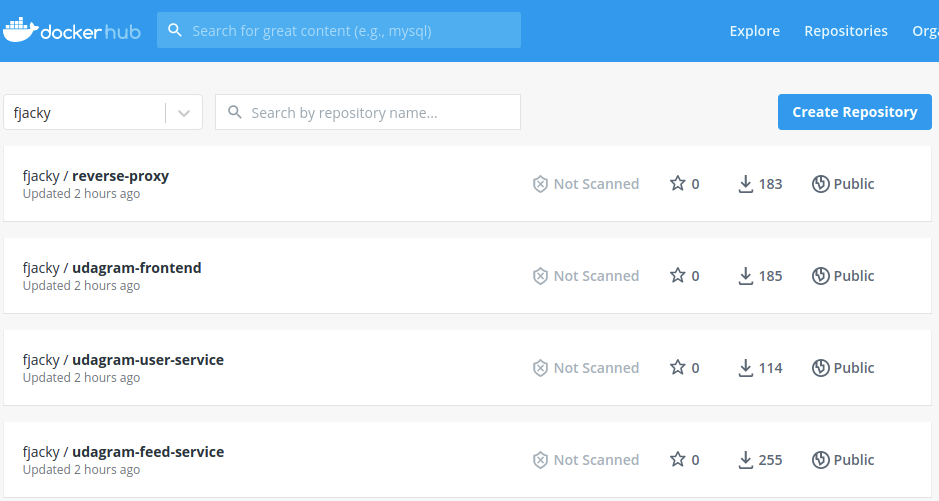 docker hub Search for great content (e.g., mysql) Explore Repositories Orga
fjacky Search by repository name... Create Repository
fjacky / reverse-proxy Not Scanned 0 183 Public
Updated 2 hours ago
fjacky / udagram-frontend Not Scanned 0 185 Public
Updated 2 hours ago
fjacky / udagram-user-service Not Scanned 0 114 Public
Updated 2 hours ago
fjacky / udagram-feed-service Not Scanned 0 255 Public
Updated 2 hours ago